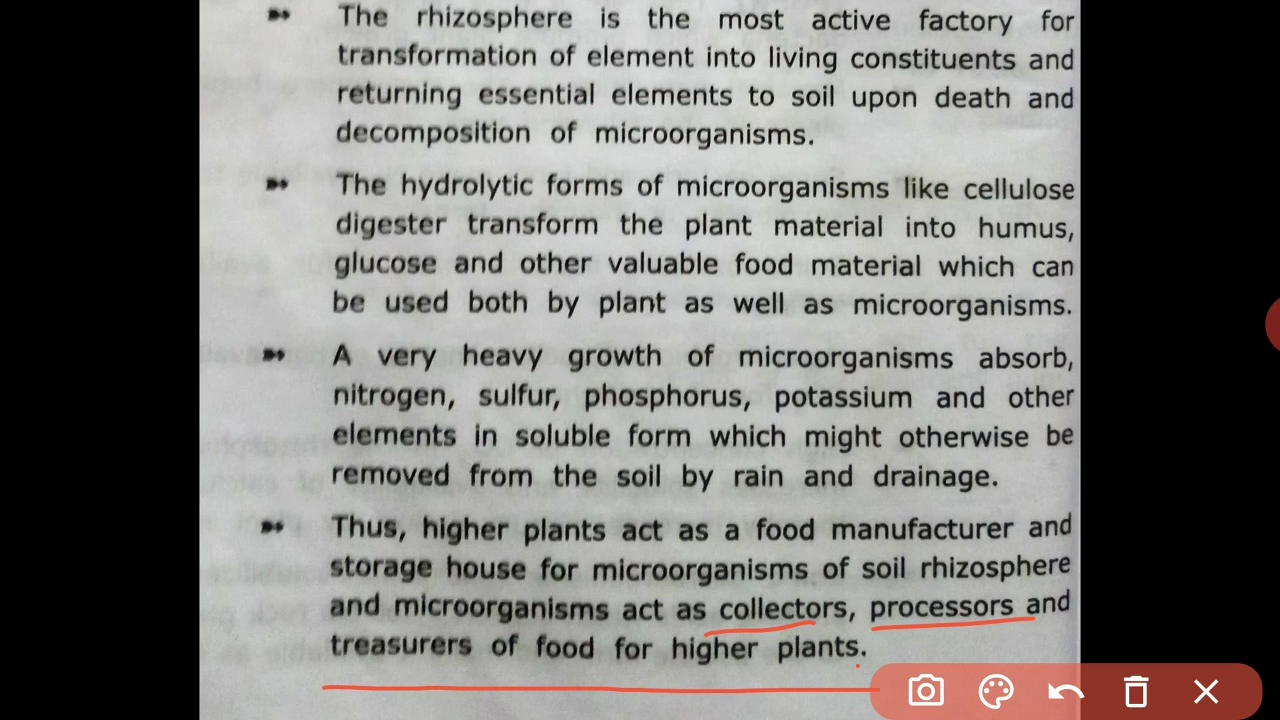 The rhizosphere is the most active factory for
transformation of element into living constituents and
returning essential elements to soil upon death and
decomposition of microorganisms.
The hydrolytic forms of microorganisms like cellulose
digester transform the plant material into humus,
glucose and other valuable food material which can
be used both by plant as well as microorganisms.
A very heavy growth of microorganisms absorb,
nitrogen, sulfur, phosphorus, potassium and other
elements in soluble form which might otherwise be
removed from the soil by rain and drainage.
Thus, higher plants act as a food manufacturer and
storage house for microorganisms of soil rhizosphere
and microorganisms act as collectors, processors and
treasurers of food for higher plants.